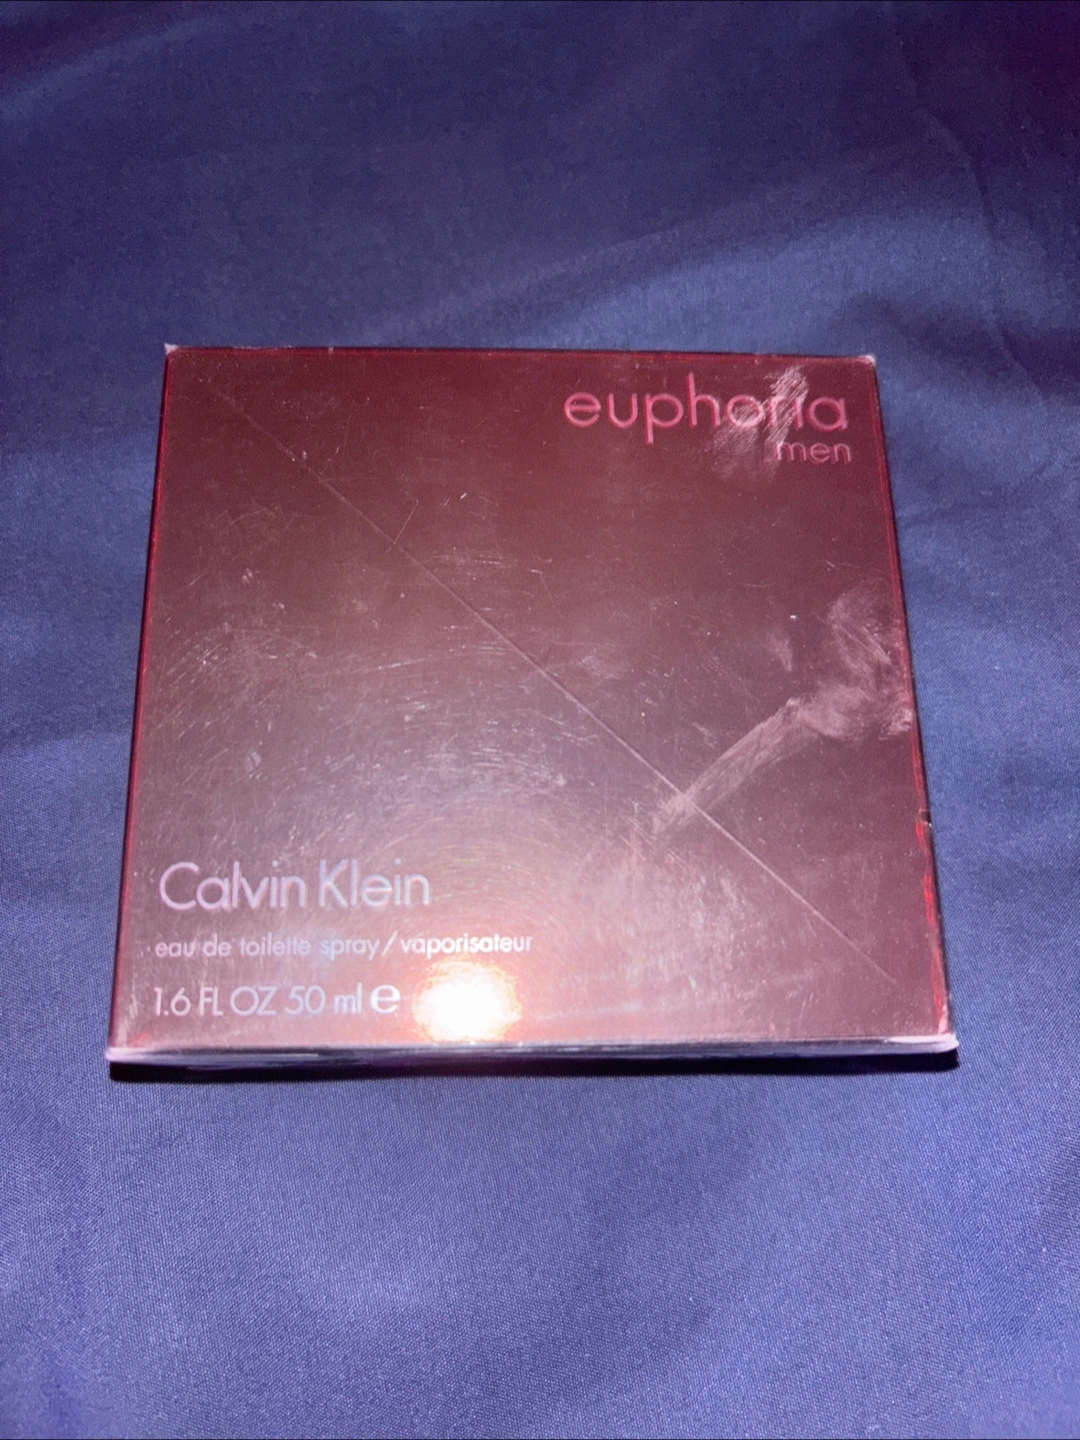 euphoria
men
Calvin Klein
eau de toilette spray/vaporisateur
1.6 FL OZ 50 ml ℮